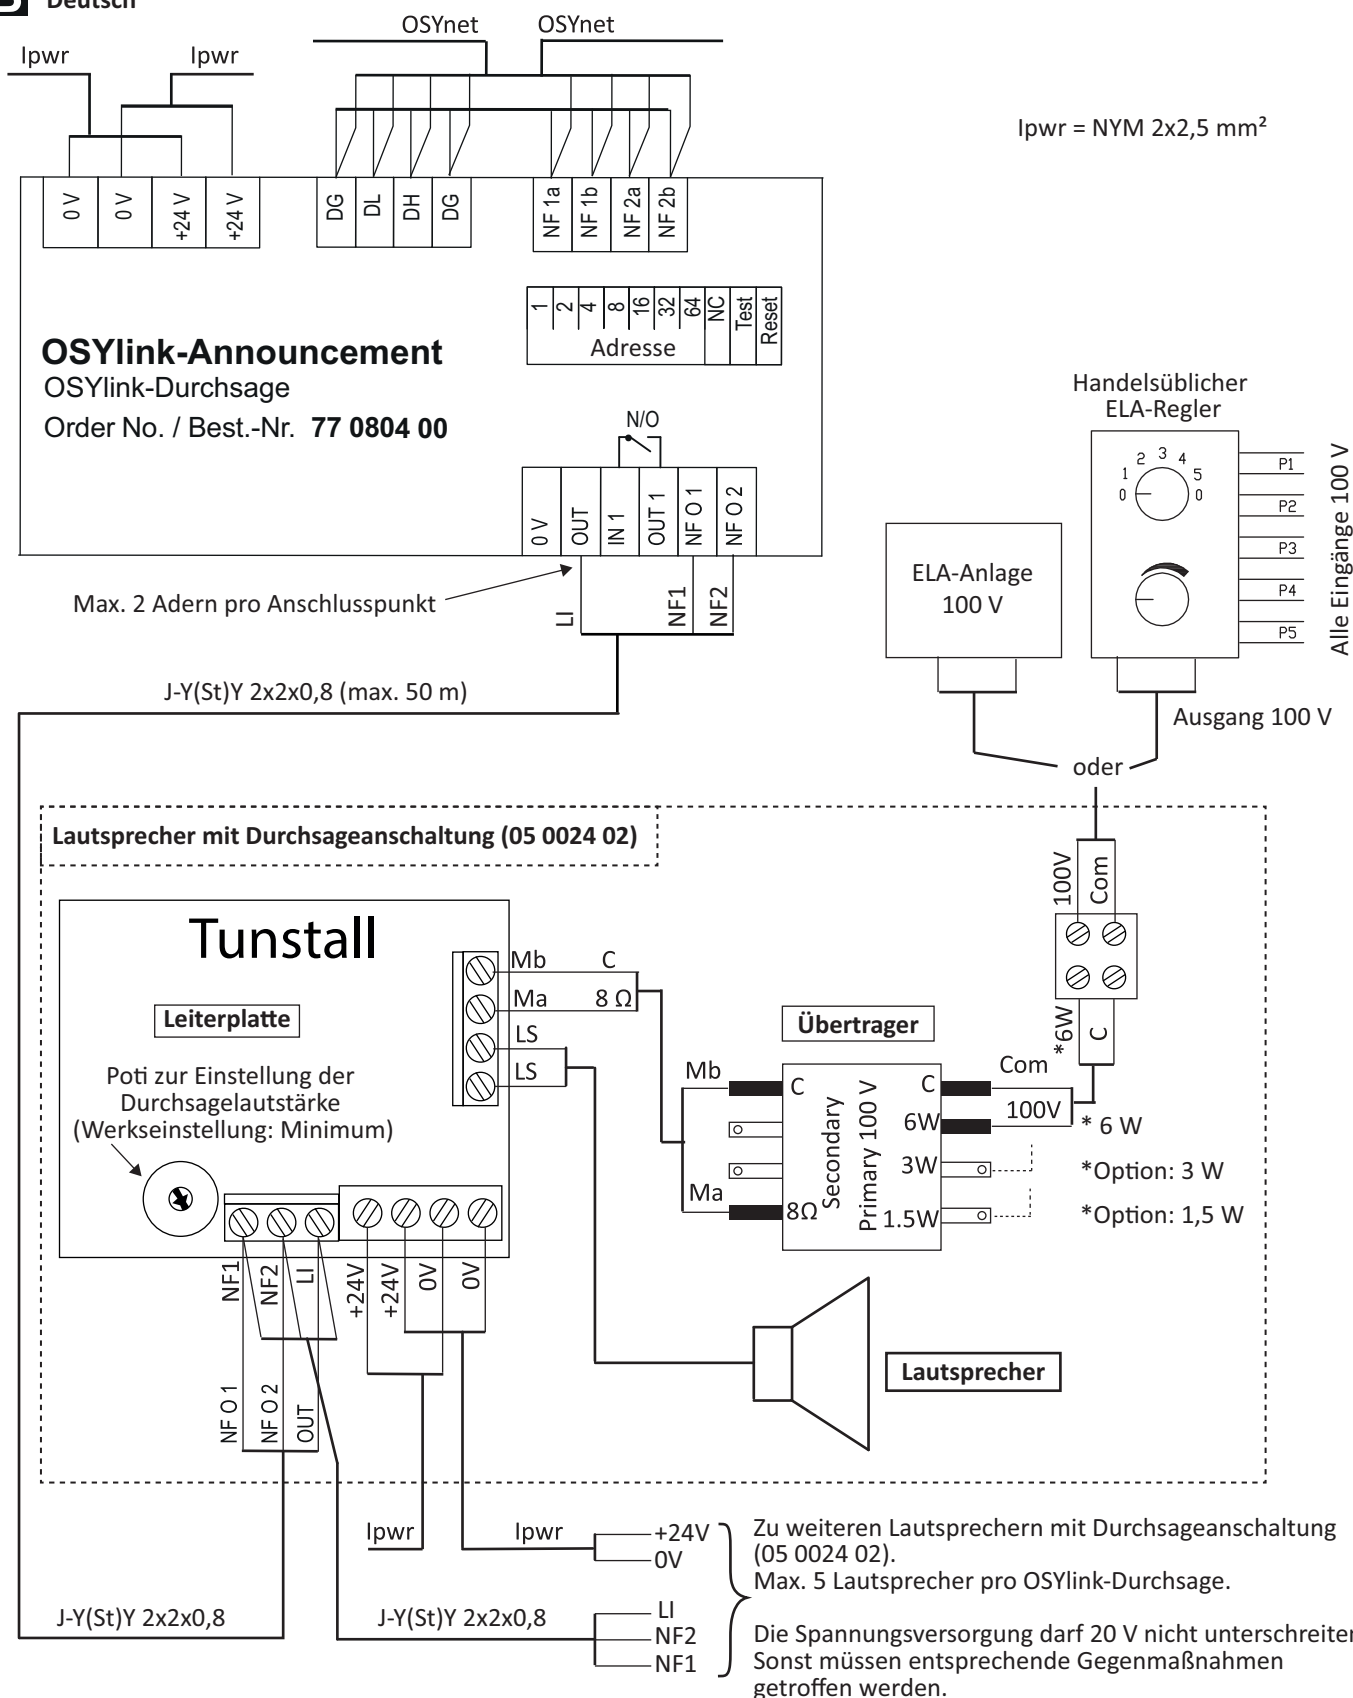 Deutsch
OSYnet OSYnet
Ipwr Ipwr
Ipwr = NYM 2x2,5 mm²
0 V 0 V +24 V +24 V
DG DL DH DG
NF 1a NF 1b NF 2a NF 2b
1 2 4 8 16 32 64 NC Test Reset
Adresse
OSYlink-Announcement
OSYlink-Durchsage
Order No. / Best.-Nr. 77 0804 00
N/O
0 V OUT IN 1 OUT 1 NF O 1 NF O 2
Max. 2 Adern pro Anschlusspunkt
LI NF1 NF2
J-Y(St)Y 2x2x0,8 (max. 50 m)
Handelsüblicher
ELA-Regler
0 1 2 3 4 5 0
P1
P2
P3
P4
P5
Alle Eingänge 100 V
ELA-Anlage
100 V
Ausgang 100 V
oder
Lautsprecher mit Durchsageanschaltung (05 0024 02)
100V Com
*6W C
Tunstall
Leiterplatte
Poti zur Einstellung der
Durchsagelautstärke
(Werkseinstellung: Minimum)
Mb C
Ma 8 Ω
LS
LS
Übertrager
Mb C
Ma 8Ω
Secondary
Primary 100 V
C Com
6W 100V * 6 W
3W *Option: 3 W
1.5W *Option: 1,5 W
NF1 NF2 LI +24V +24V 0V 0V
NF O 1 NF O 2 OUT
Lautsprecher
Ipwr Ipwr
+24V
0V
J-Y(St)Y 2x2x0,8 J-Y(St)Y 2x2x0,8
LI
NF2
NF1
Zu weiteren Lautsprechern mit Durchsageanschaltung
(05 0024 02).
Max. 5 Lautsprecher pro OSYlink-Durchsage.
Die Spannungsversorgung darf 20 V nicht unterschreiten
Sonst müssen entsprechende Gegenmaßnahmen
getroffen werden.